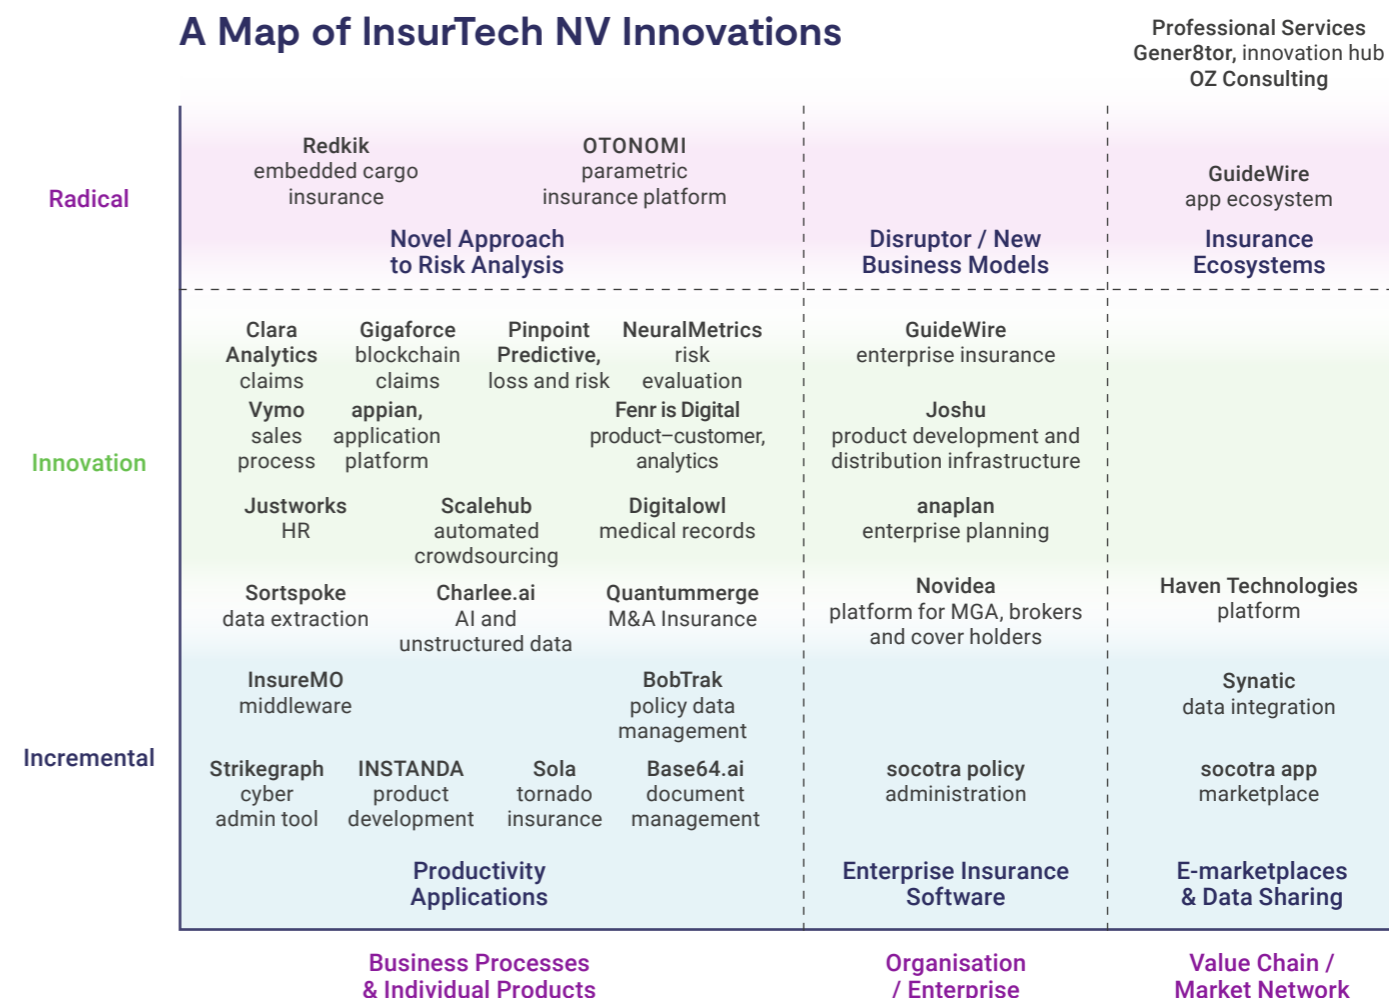 A Map of InsurTech NV Innovations
Professional Services
Gener8tor, innovation hub
OZ Consulting
Radical
Redkik
embedded cargo
insurance
OTONOMI
parametric
insurance platform
Novel Approach
to Risk Analysis
Disruptor / New
Business Models
GuideWire
app ecosystem
Insurance
Ecosystems
Innovation
Clara
Analytics
claims
Gigaforce
blockchain
claims
Pinpoint
Predictive,
loss and risk
NeuralMetrics
risk
evaluation
Vymo
sales
process
appian,
application
platform
Fenr is Digital
product–customer,
analytics
Justworks
HR
Scalehub
automated
crowdsourcing
Digitalowl
medical records
Sortspoke
data extraction
Charlee.ai
AI and
unstructured data
Quantummerge
M&A Insurance
GuideWire
enterprise insurance
Joshu
product development and
distribution infrastructure
anaplan
enterprise planning
Novidea
platform for MGA, brokers
and cover holders
Haven Technologies
platform
Incremental
InsureMO
middleware
BobTrak
policy data
management
Strikegraph
cyber
admin tool
INSTANDA
product
development
Sola
tornado
insurance
Base64.ai
document
management
Productivity
Applications
socotra policy
administration
Enterprise Insurance
Software
Synatic
data integration
socotra app
marketplace
E-marketplaces
& Data Sharing
Business Processes
& Individual Products
Organisation
/ Enterprise
Value Chain /
Market Network